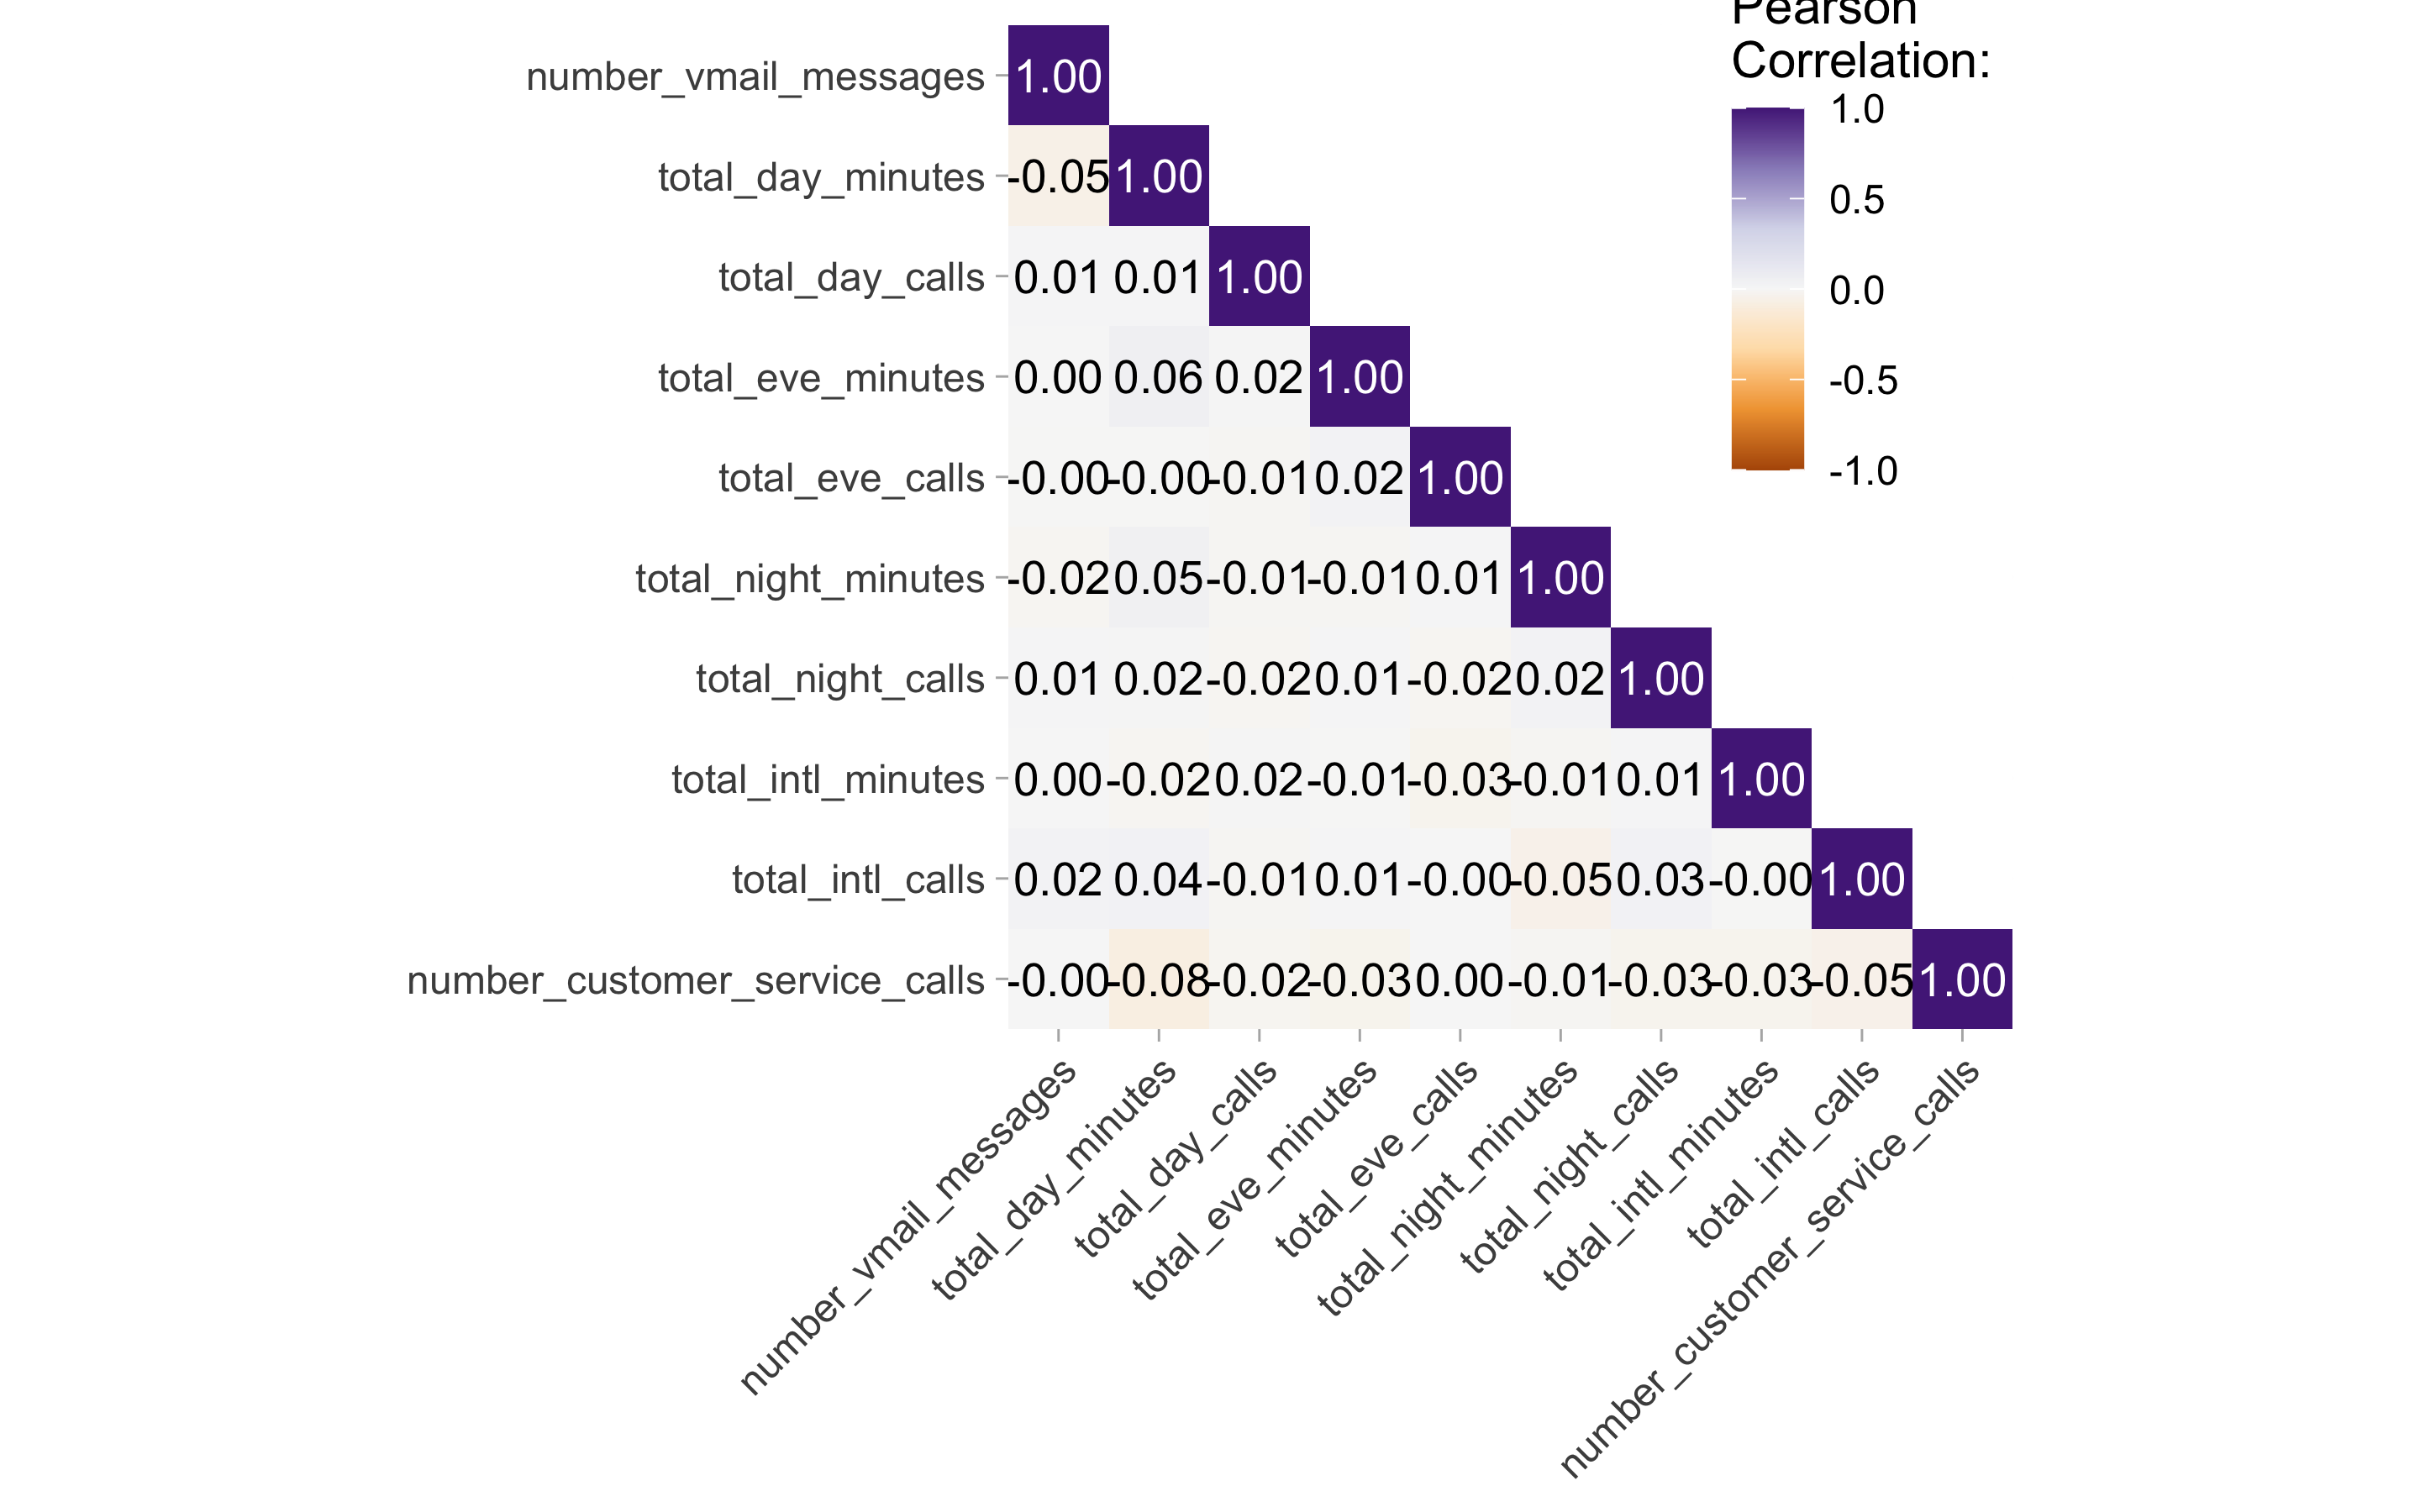 Pearson
Correlation:
1.0
0.5
0.0
-0.5
-1.0
number_vmail_messages 1.00
total_day_minutes -0.05 1.00
total_day_calls 0.01 0.01 1.00
total_eve_minutes 0.00 0.06 0.02 1.00
total_eve_calls -0.00 -0.00 -0.01 0.02 1.00
total_night_minutes -0.02 0.05 -0.01 -0.01 0.01 1.00
total_night_calls 0.01 0.02 -0.02 0.01 -0.02 0.02 1.00
total_intl_minutes 0.00 -0.02 0.02 -0.01 -0.03 -0.01 0.01 1.00
total_intl_calls 0.02 0.04 -0.01 0.01 -0.00 -0.05 0.03 -0.00 1.00
number_customer_service_calls -0.00 -0.08 -0.02 -0.03 0.00 -0.01 -0.03 -0.03 -0.05 1.00
number_vmail_messages
total_day_minutes
total_day_calls
total_eve_minutes
total_eve_calls
total_night_minutes
total_night_calls
total_intl_minutes
total_intl_calls
number_customer_service_calls